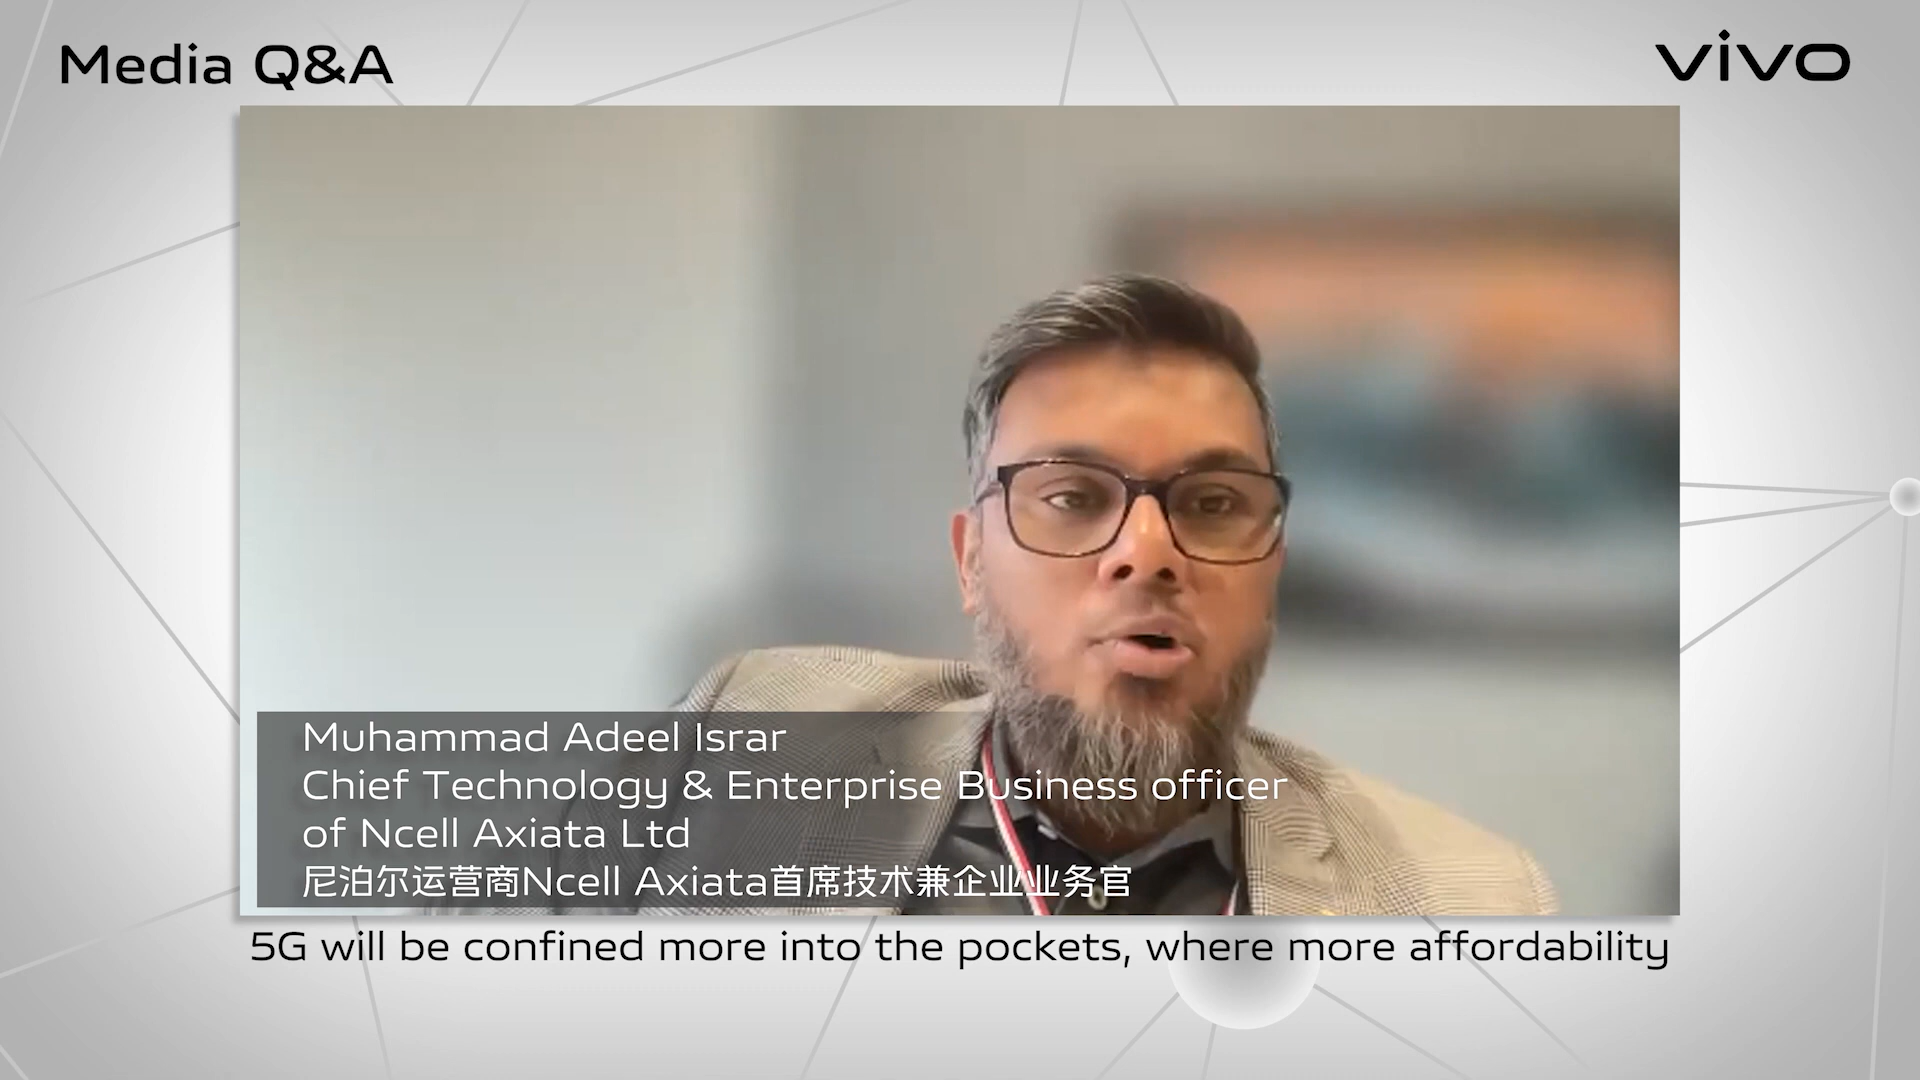 Media Q&A
vivo
Muhammad Adeel Israr
Chief Technology & Enterprise Business officer
of Ncell Axiata Ltd
尼泊尔运营商Ncell Axiata首席技术兼企业业务官
5G will be confined more into the pockets, where more affordability